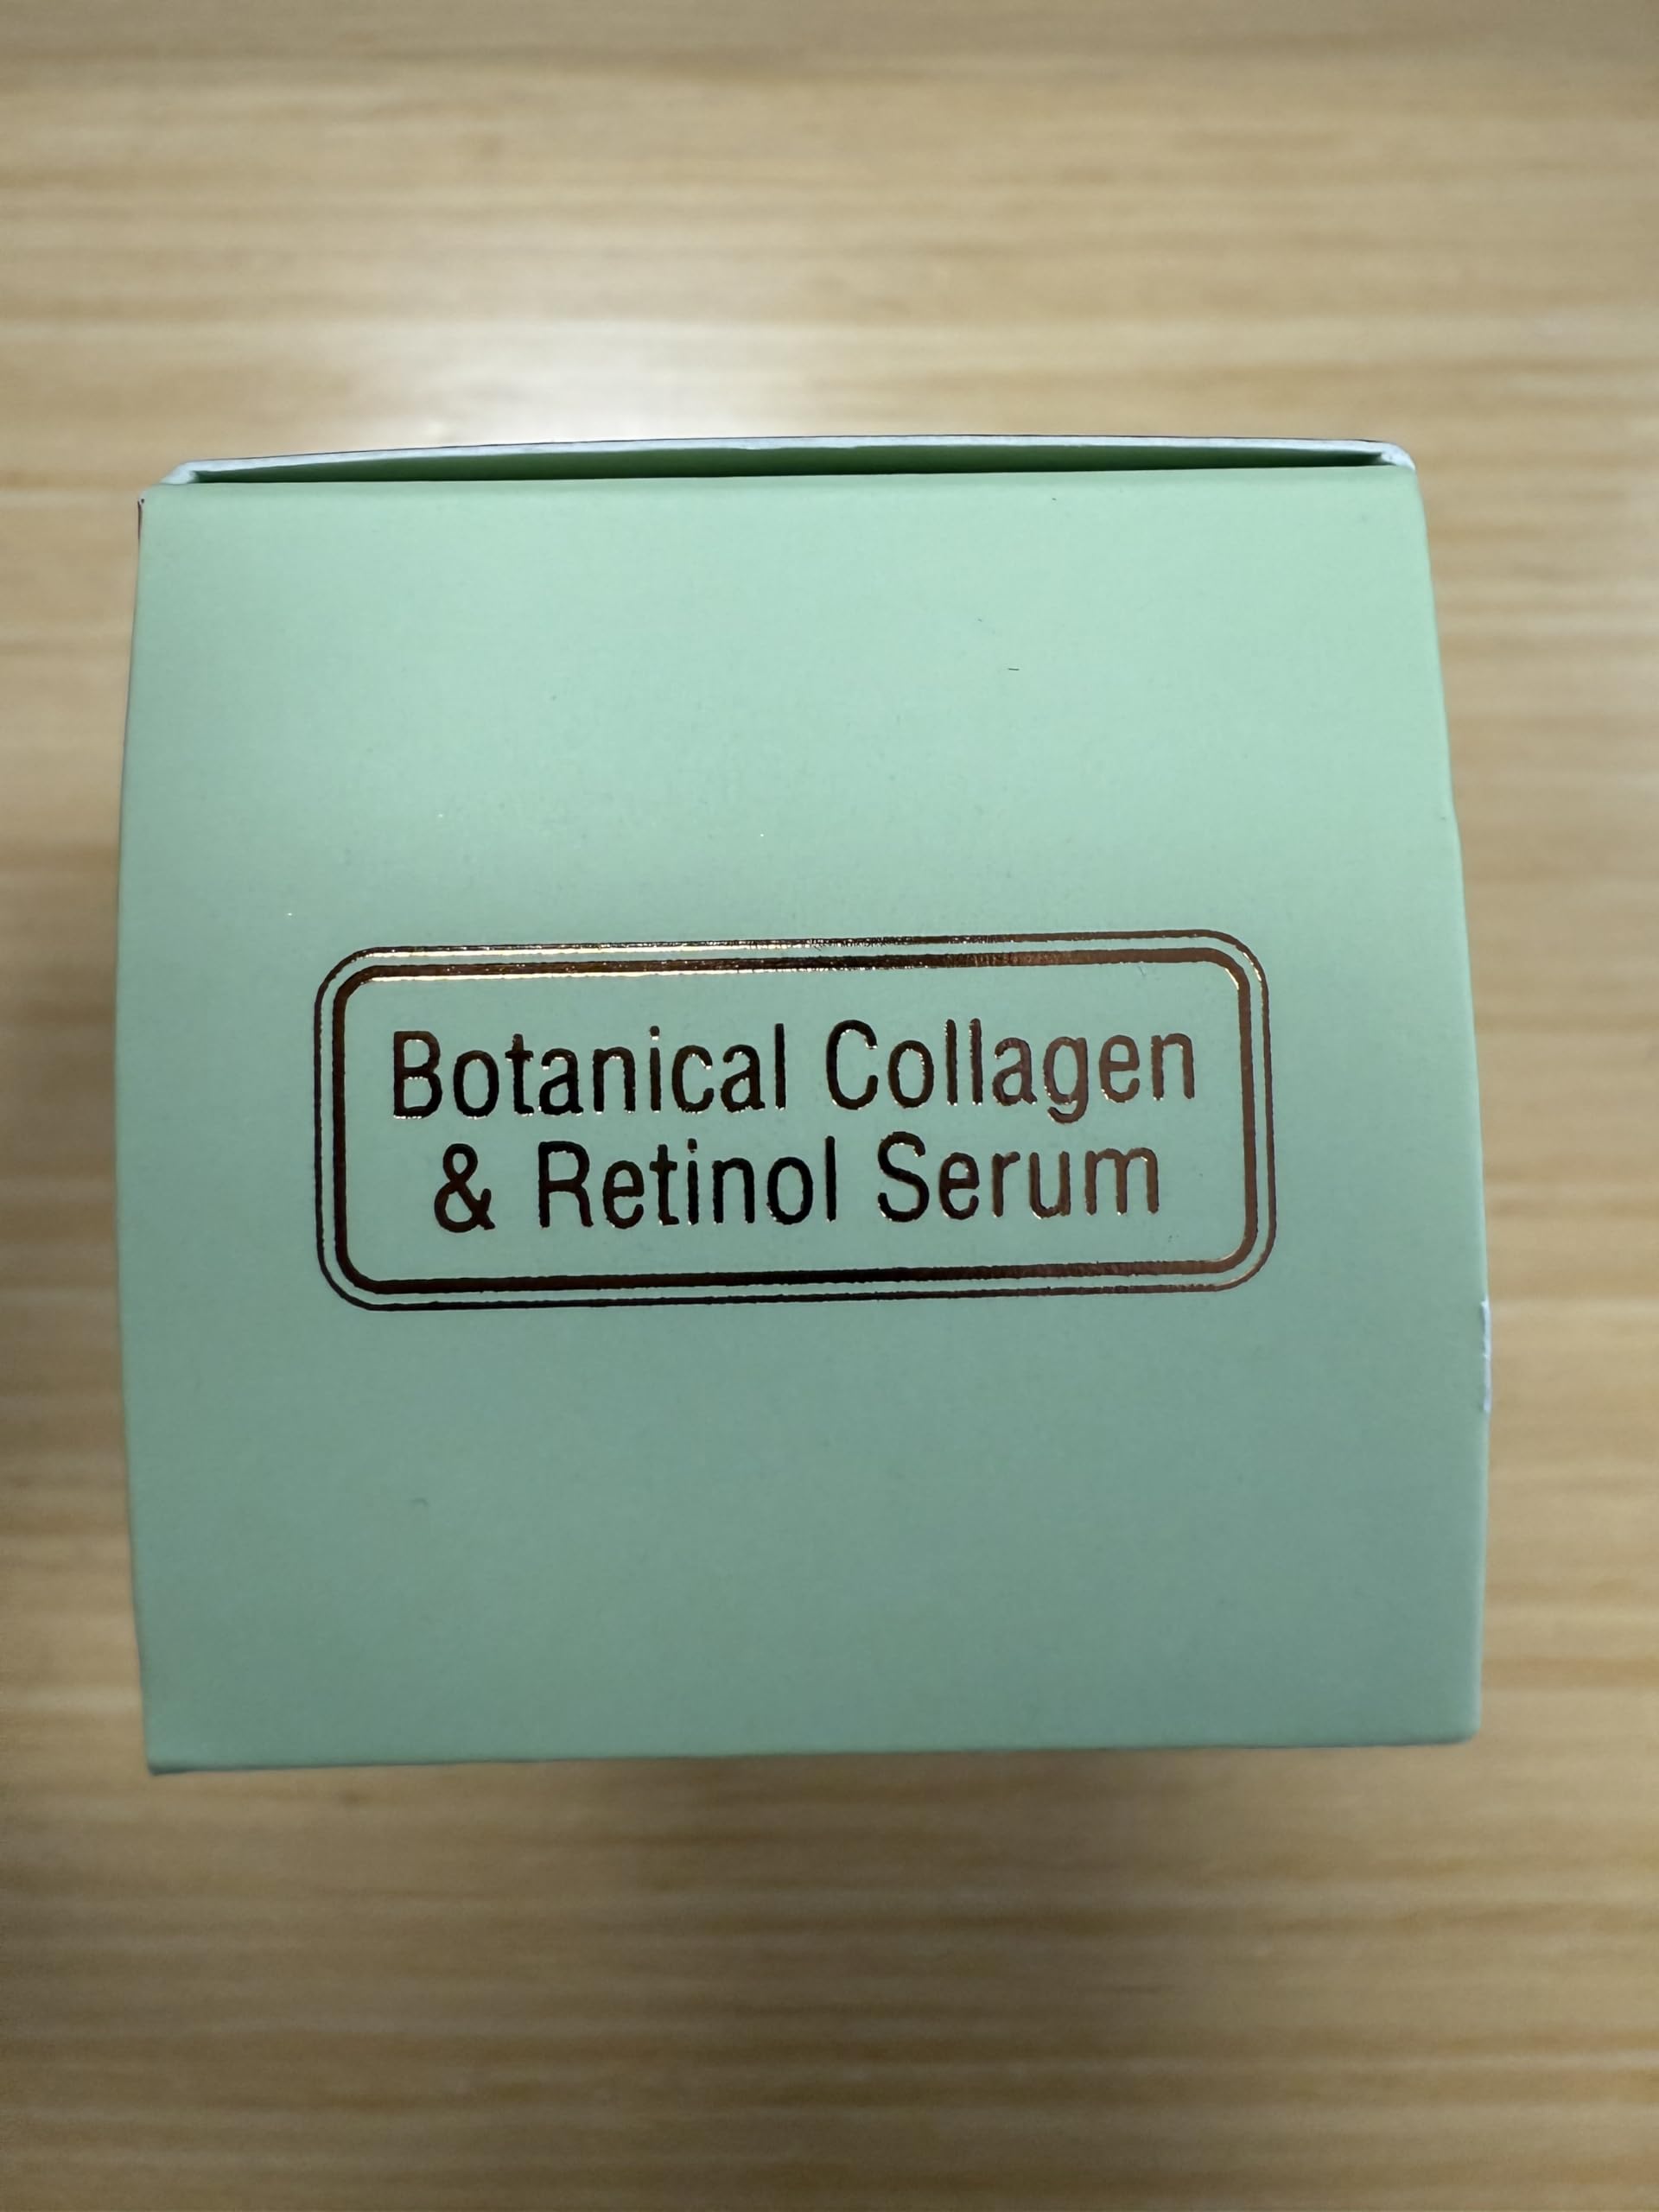 Botanical Collagen
& Retinol Serum